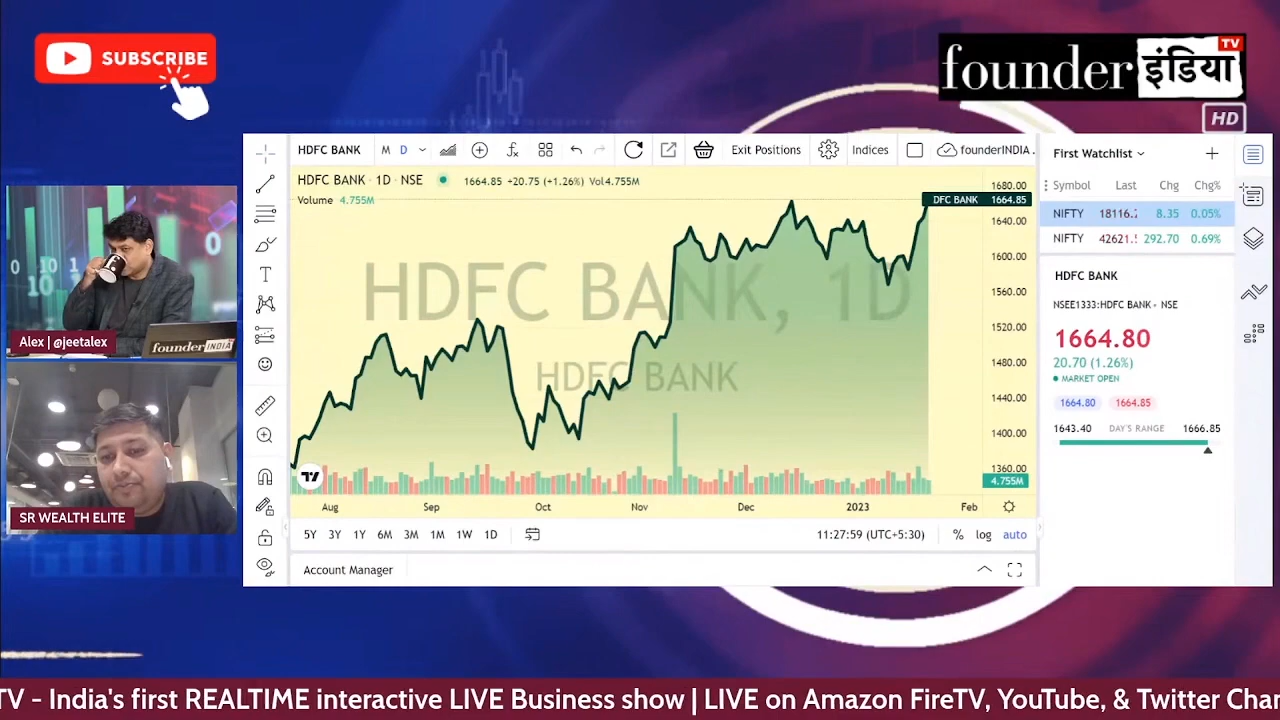 SUBSCRIBE
founder इंडिया TV
HD
HDFC BANK M D Exit Positions Indices founderINDIA .
HDFC BANK · 1D · NSE 1664.85 +20.75 (+1.26%) Vol4.755M
Volume 4.755M
HDFC BANK, 1D
HDFC BANK
1680.00
DFC BANK 1664.85
1640.00
1600.00
1560.00
1520.00
1480.00
1440.00
1400.00
1360.00
4.755M
Aug Sep Oct Nov Dec 2023 Feb
5Y 3Y 1Y 6M 3M 1M 1W 1D 11:27:59 (UTC+5:30) % log auto
Account Manager
First Watchlist
Symbol Last Chg Chg%
NIFTY 18116. 8.35 0.05%
NIFTY 42621. 292.70 0.69%
HDFC BANK
NSEE1333:HDFC BANK • NSE
1664.80
20.70 (1.26%)
MARKET OPEN
1664.80 1664.85
1643.40 DAY'S RANGE 1666.85
0 10 1 0
10
Alex | @jeetalex
founder INDIA
SR WEALTH ELITE
TV - India's first REALTIME interactive LIVE Business show | LIVE on Amazon FireTV, YouTube, & Twitter Char